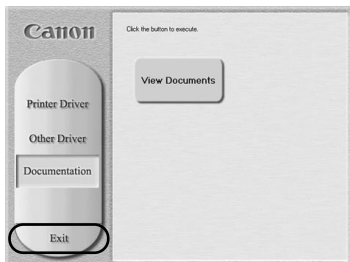 Canon
Click the button to execute.
View Documents
Printer Driver
Other Driver
Documentation
Exit